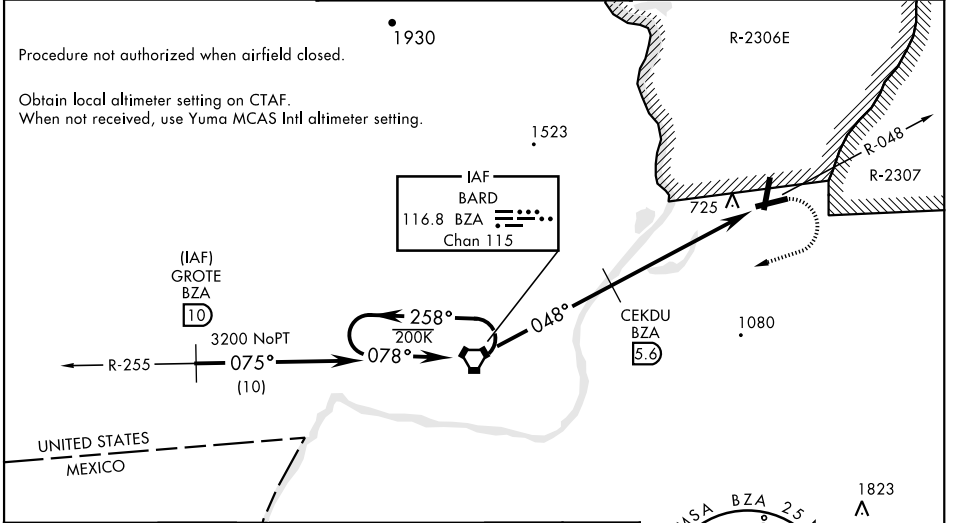 1930
R-2306E
Procedure not authorized when airfield closed.
Obtain local altimeter setting on CTAF.
When not received, use Yuma MCAS Intl altimeter setting.
1523
R-048
R-2307
IAF
BARD
116.8 BZA
Chan 115
725
(IAF)
GROTE
BZA
10
258°
200K
078°
048°
CEKDU
BZA
5.6
1080
3200 NoPT
R-255
075°
(10)
UNITED STATES
MEXICO
1823
MSA BZA 25